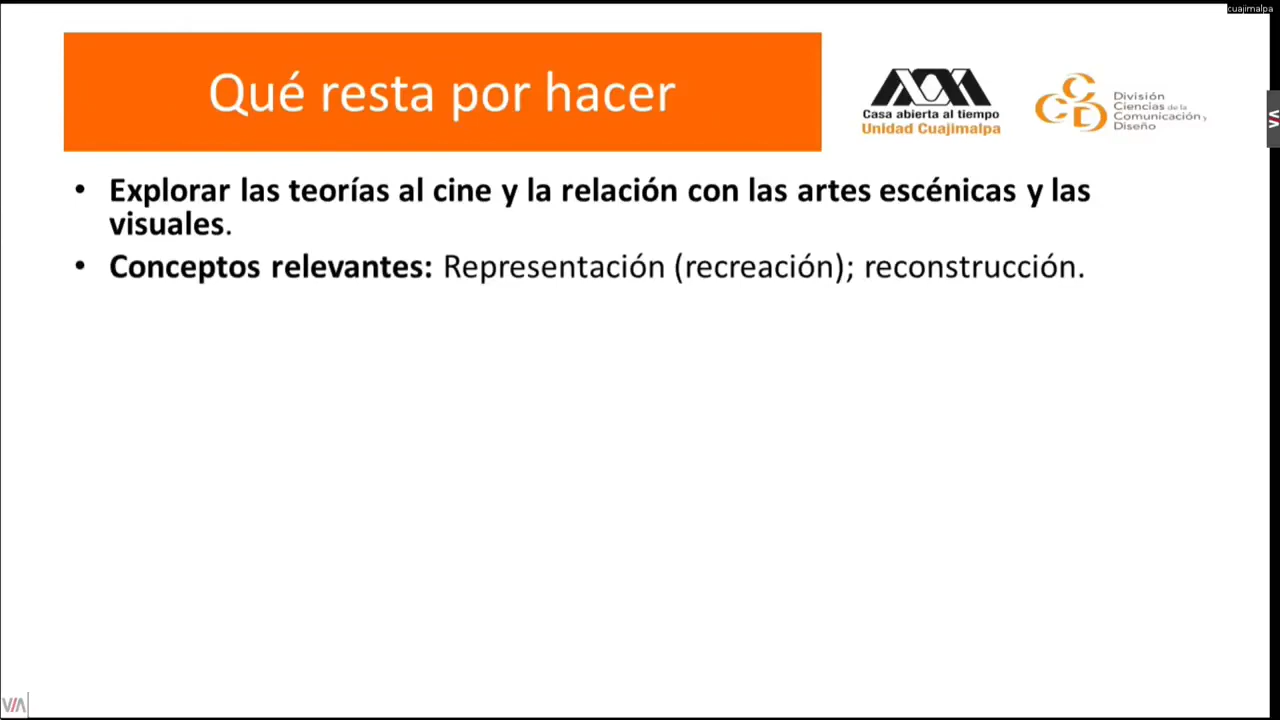 cuajimalpa
Qué resta por hacer
Casa abierta al tiempo
Unidad Cuajimalpa
División
Ciencias de la
Comunicación y
Diseño
• Explorar las teorías al cine y la relación con las artes escénicas y las
visuales.
• Conceptos relevantes: Representación (recreación); reconstrucción.
VIA